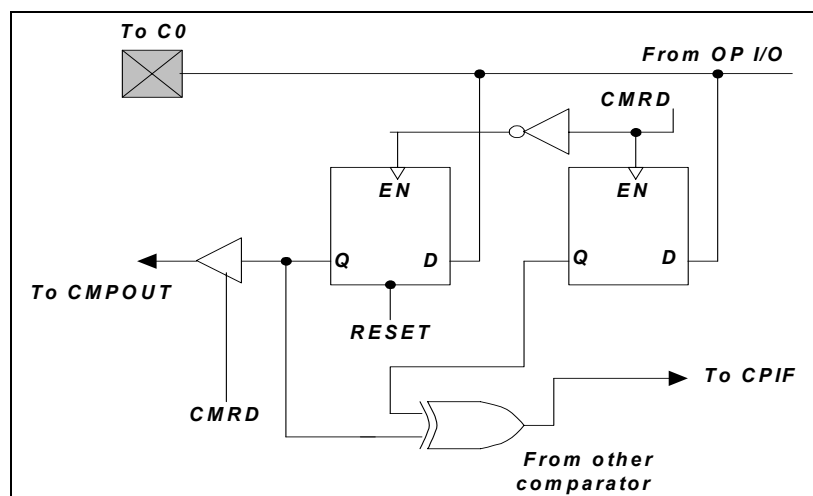 To C0
From OP I/O
CMRD
EN
EN
Q
D
Q
D
To CMPOUT
RESET
To CPIF
CMRD
From other
comparator